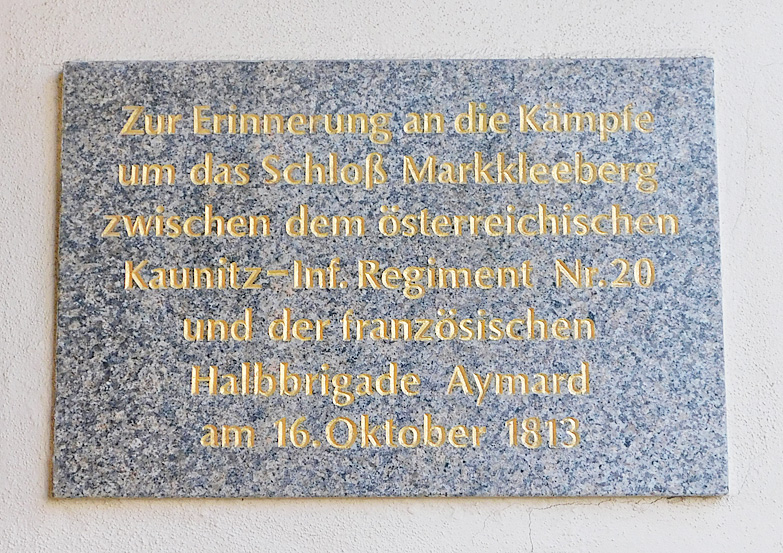 Zur Erinnerung an die Kämpfe
um das Schloß Markkleeberg
zwischen dem österreichischen
Kaunitz-Inf. Regiment Nr. 20
und der französischen
Halbbrigade Aymard
am 16. Oktober 1813